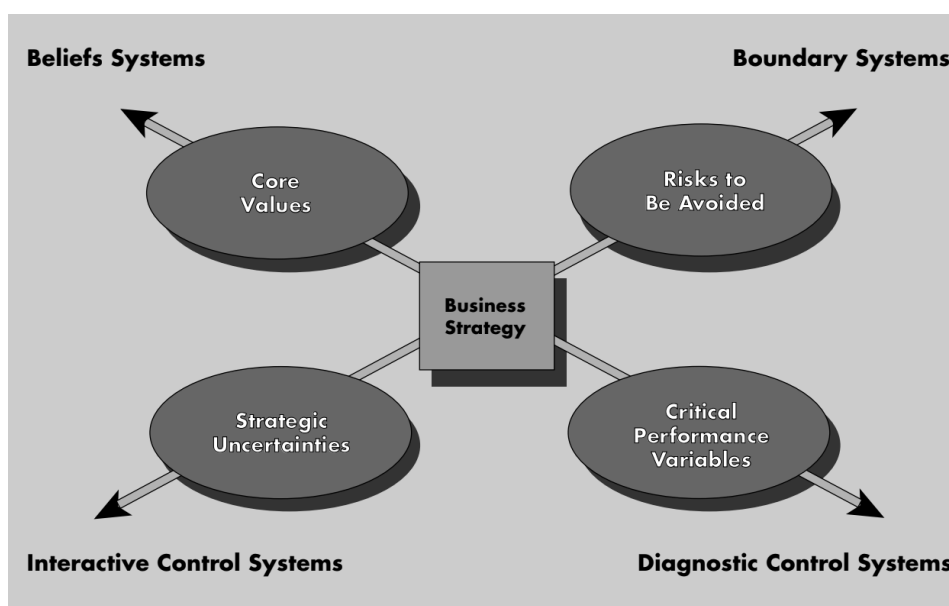 Beliefs Systems
Boundary Systems
Core
Values
Risks to
Be Avoided
Business
Strategy
Strategic
Uncertainties
Critical
Performance
Variables
Interactive Control Systems
Diagnostic Control Systems